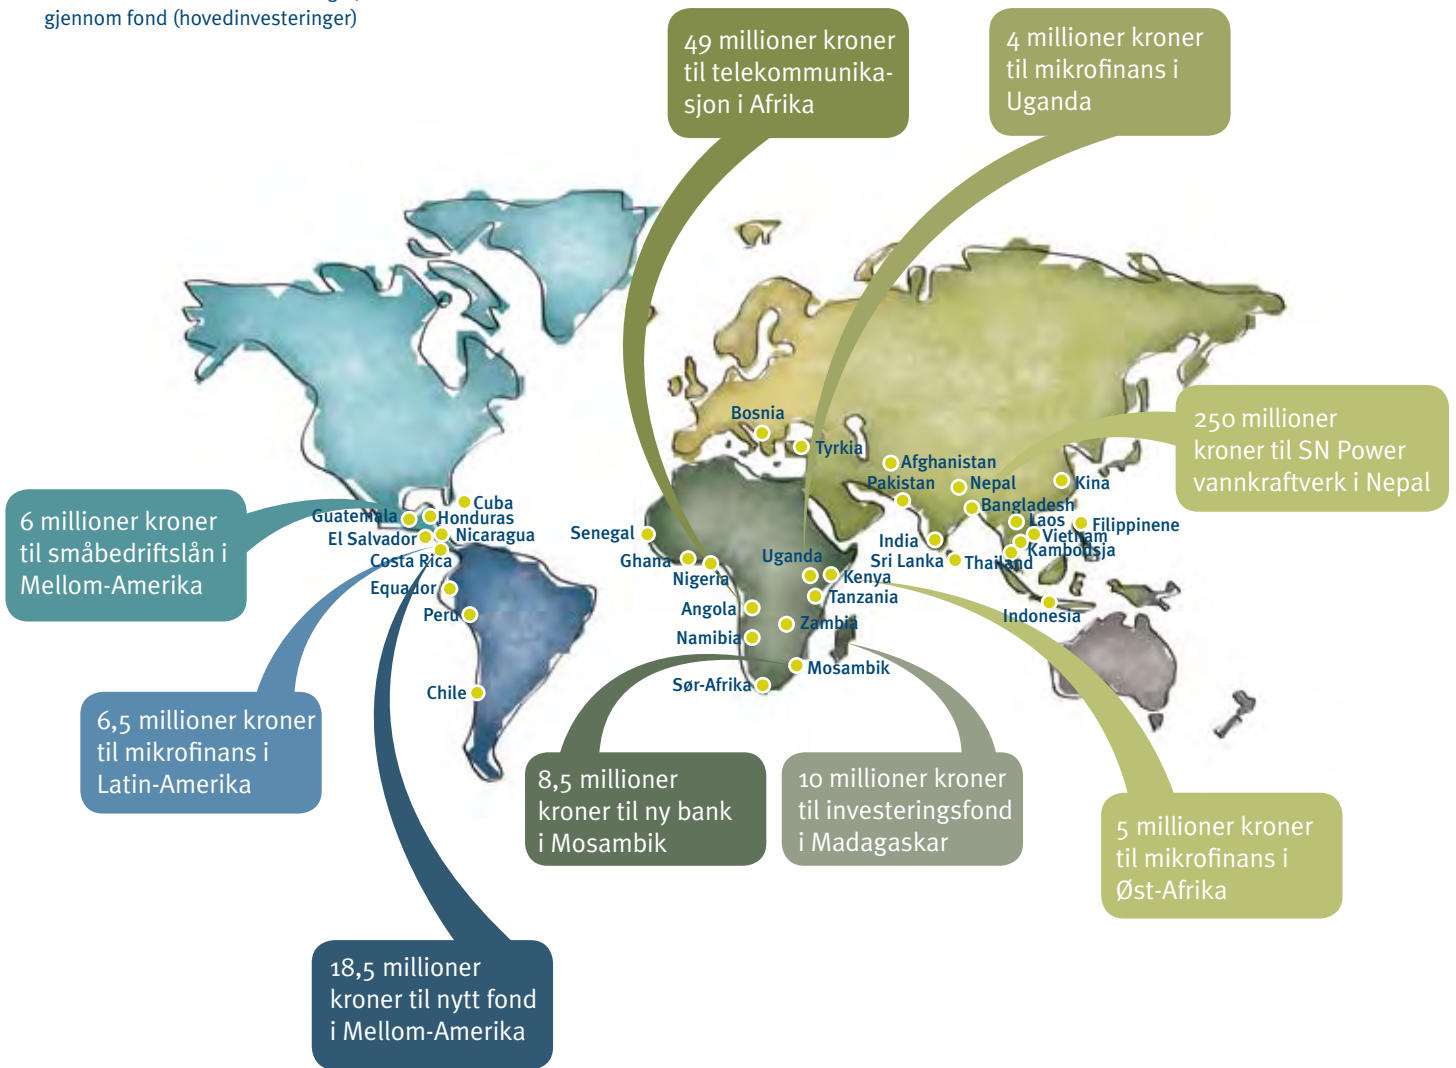 gjennom fond (hovedinvesteringer)
49 millioner kroner
til telekommunika-
sjon i Afrika
4 millioner kroner
til mikrofinans i
Uganda
250 millioner
kroner til SN Power
vannkraftverk i Nepal
6 millioner kroner
til småbedriftslån i
Mellom-Amerika
6,5 millioner kroner
til mikrofinans i
Latin-Amerika
18,5 millioner
kroner til nytt fond
i Mellom-Amerika
8,5 millioner
kroner til ny bank
i Mosambik
10 millioner kroner
til investeringsfond
i Madagaskar
5 millioner kroner
til mikrofinans i
Øst-Afrika
Bosnia
Tyrkia
Afghanistan
Pakistan
Nepal
Kina
Bangladesh
Laos
Filippinene
Vietnam
Kambodsja
India
Sri Lanka
Thailand
Indonesia
Cuba
Guatemala
Honduras
El Salvador
Nicaragua
Costa Rica
Equador
Peru
Chile
Senegal
Ghana
Nigeria
Uganda
Kenya
Tanzania
Angola
Zambia
Namibia
Mosambik
Sør-Afrika